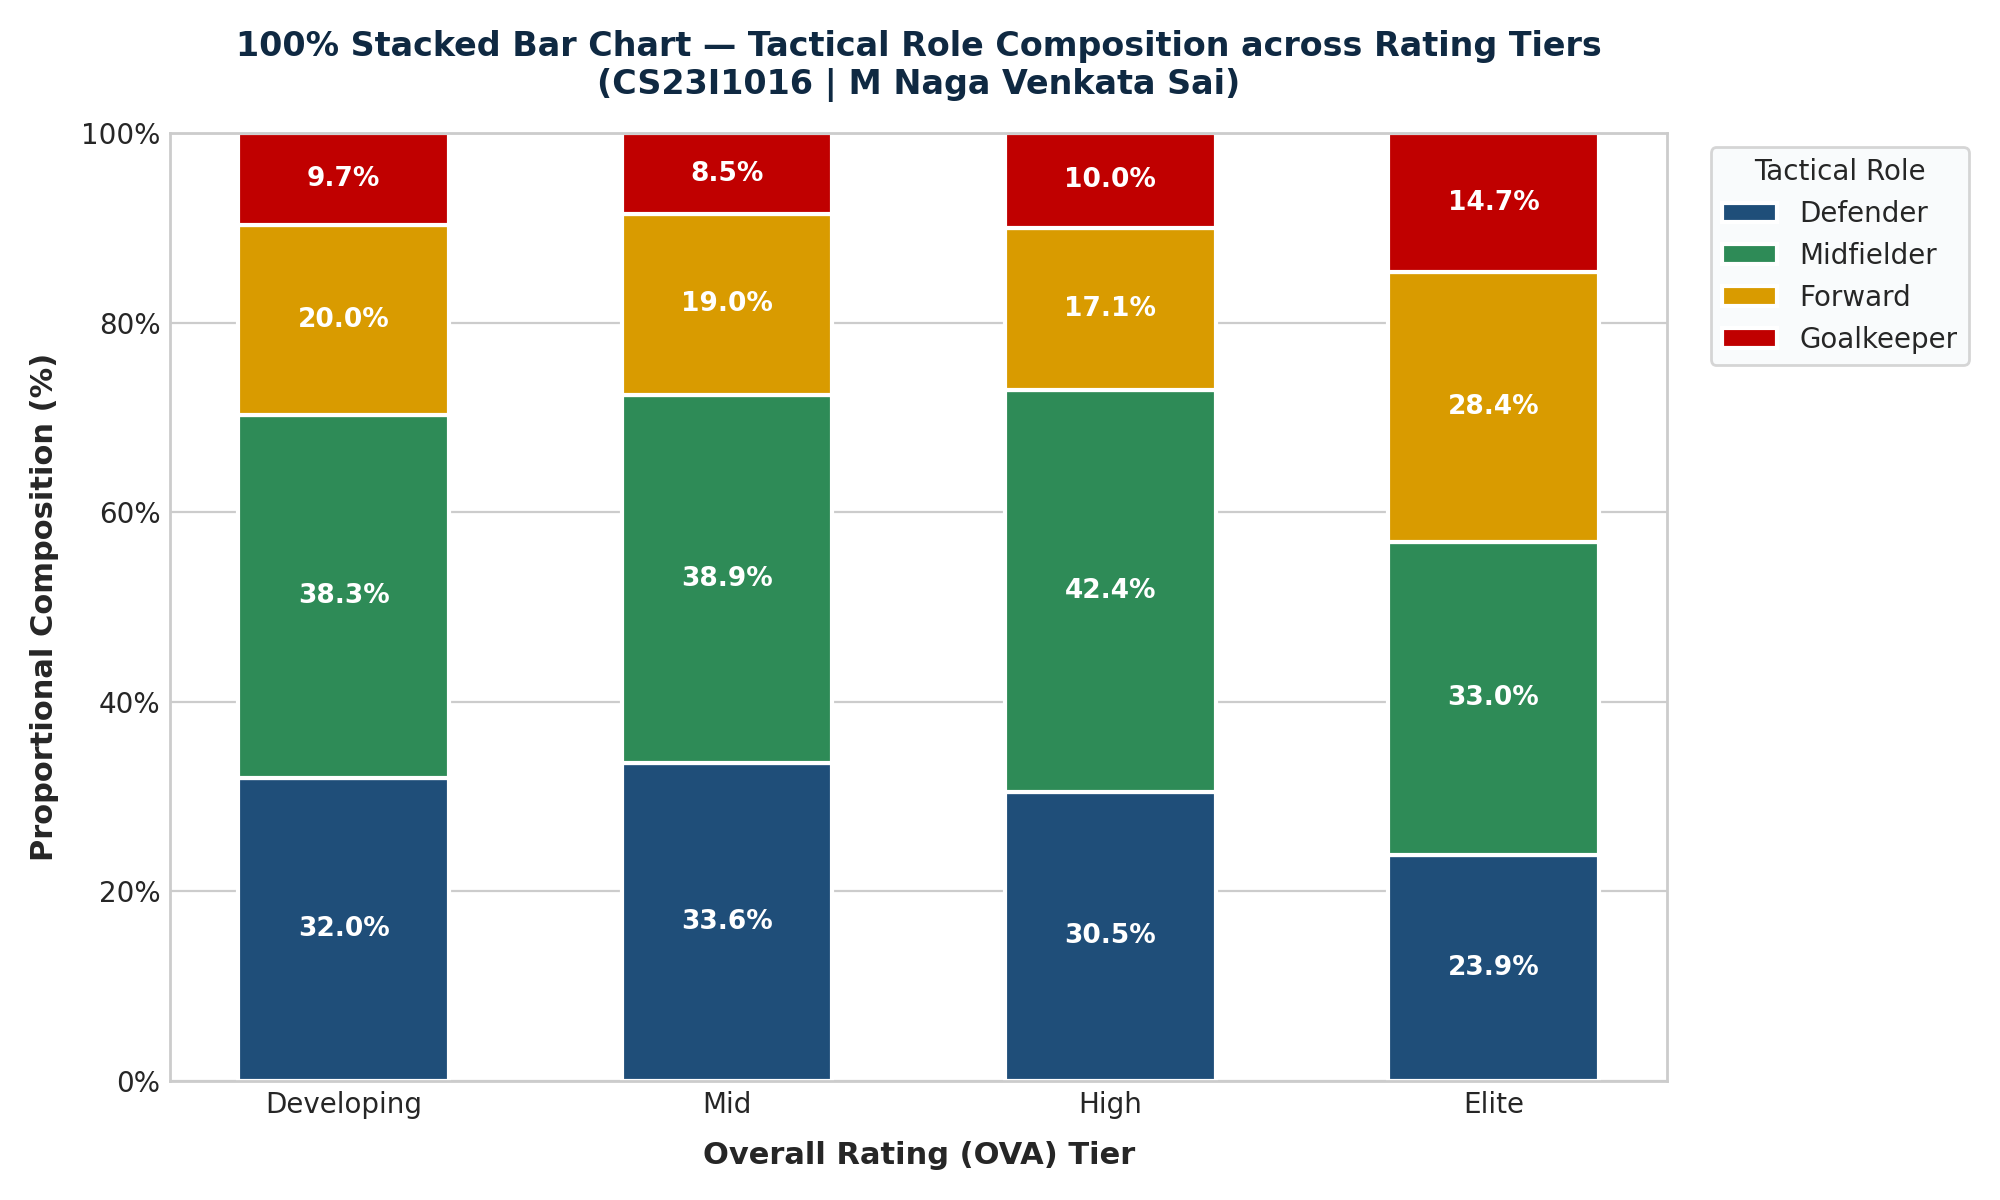 100% Stacked Bar Chart — Tactical Role Composition across Rating Tiers
(CS23I1016 | M Naga Venkata Sai)
Proportional Composition (%)
100%
80%
60%
40%
20%
0%
9.7%
20.0%
38.3%
32.0%
8.5%
19.0%
38.9%
33.6%
10.0%
17.1%
42.4%
30.5%
14.7%
28.4%
33.0%
23.9%
Developing
Mid
High
Elite
Overall Rating (OVA) Tier
Tactical Role
Defender
Midfielder
Forward
Goalkeeper